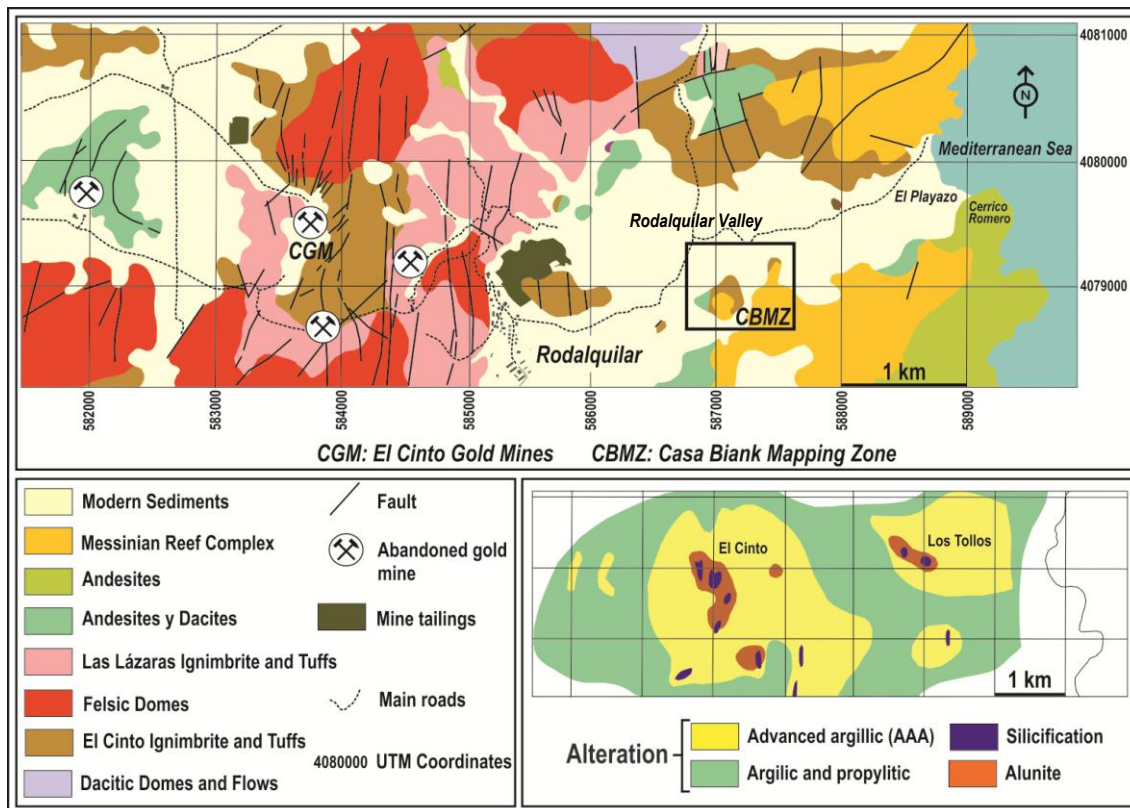 4081000
N
Mediterranean Sea
4080000
El Playazo
Cerrico
Romero
Rodalquilar Valley
CGM
4079000
CBMZ
Rodalquilar
1 km
582000
583000
584000
585000
586000
587000
588000
589000
CGM: El Cinto Gold Mines CBMZ: Casa Biank Mapping Zone
Modern Sediments
Messinian Reef Complex
Andesites
Andesites y Dacites
Las Lázaras Ignimbrite and Tuffs
Felsic Domes
El Cinto Ignimbrite and Tuffs
Dacitic Domes and Flows
Fault
Abandoned gold
mine
Mine tailings
Main roads
4080000 UTM Coordinates
El Cinto
Los Tollos
1 km
Alteration
Advanced argillic (AAA)
Silicification
Argilic and propylitic
Alunite